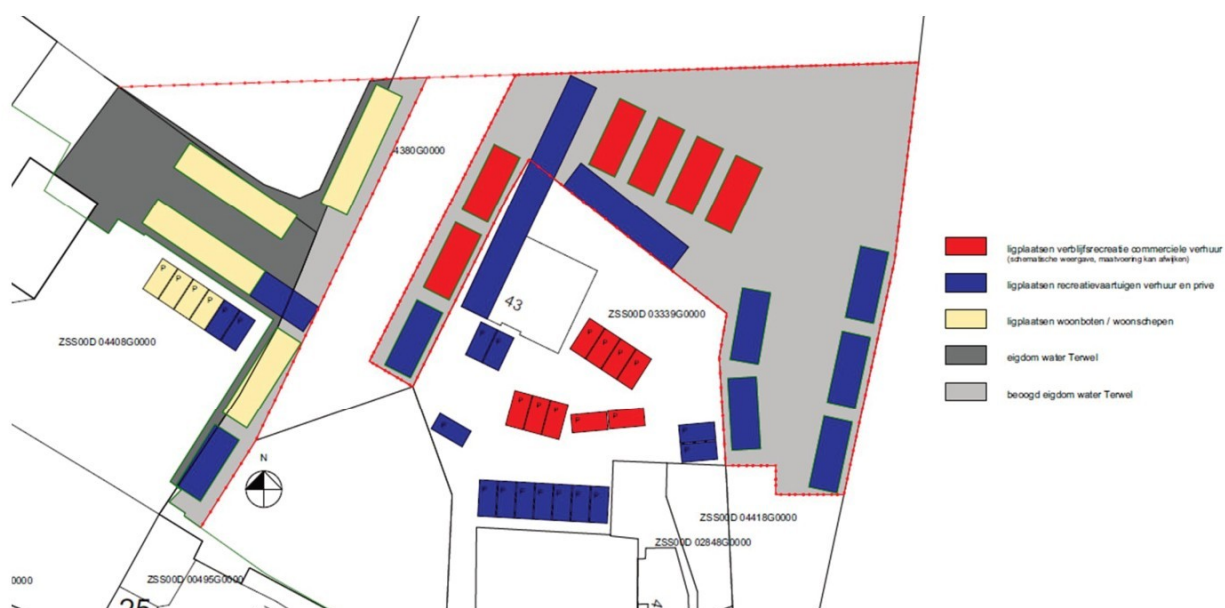 4380G0000
43
ZSS00D 03339G0000
ZSS00D 04408G0000
N
ZSS00D 04418G0000
ZSS00D 02848G0000
0000
ZSS00D 00495G0000
25
4
ligplaatsen verblijfsrecreatie commerciele verhuur
(schematische weergave, maatvoering kan afwijken)
ligplaatsen recreatievaartuigen verhuur en prive
ligplaatsen woonboten / woonschepen
eigdom water Terwel
beoogd eigdom water Terwel